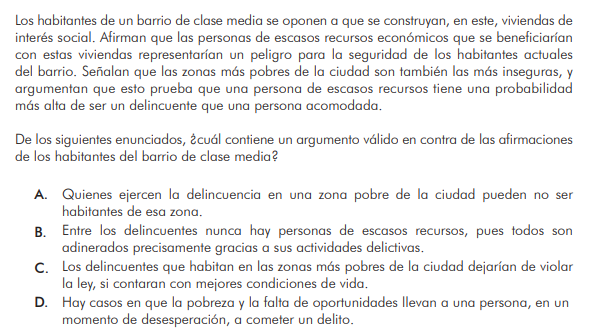 Los habitantes de un barrio de clase media se oponen a que se construyan, en este, viviendas de
interés social. Afirman que las personas de escasos recursos económicos que se beneficiarían
con estas viviendas representarían un peligro para la seguridad de los habitantes actuales
del barrio. Señalan que las zonas más pobres de la ciudad son también las más inseguras, y
argumentan que esto prueba que una persona de escasos recursos tiene una probabilidad
más alta de ser un delincuente que una persona acomodada.
De los siguientes enunciados, ¿cuál contiene un argumento válido en contra de las afirmaciones
de los habitantes del barrio de clase media?
A. Quienes ejercen la delincuencia en una zona pobre de la ciudad pueden no ser
habitantes de esa zona.
B. Entre los delincuentes nunca hay personas de escasos recursos, pues todos son
adinerados precisamente gracias a sus actividades delictivas.
C. Los delincuentes que habitan en las zonas más pobres de la ciudad dejarían de violar
la ley, si contaran con mejores condiciones de vida.
D. Hay casos en que la pobreza y la falta de oportunidades llevan a una persona, en un
momento de desesperación, a cometer un delito.